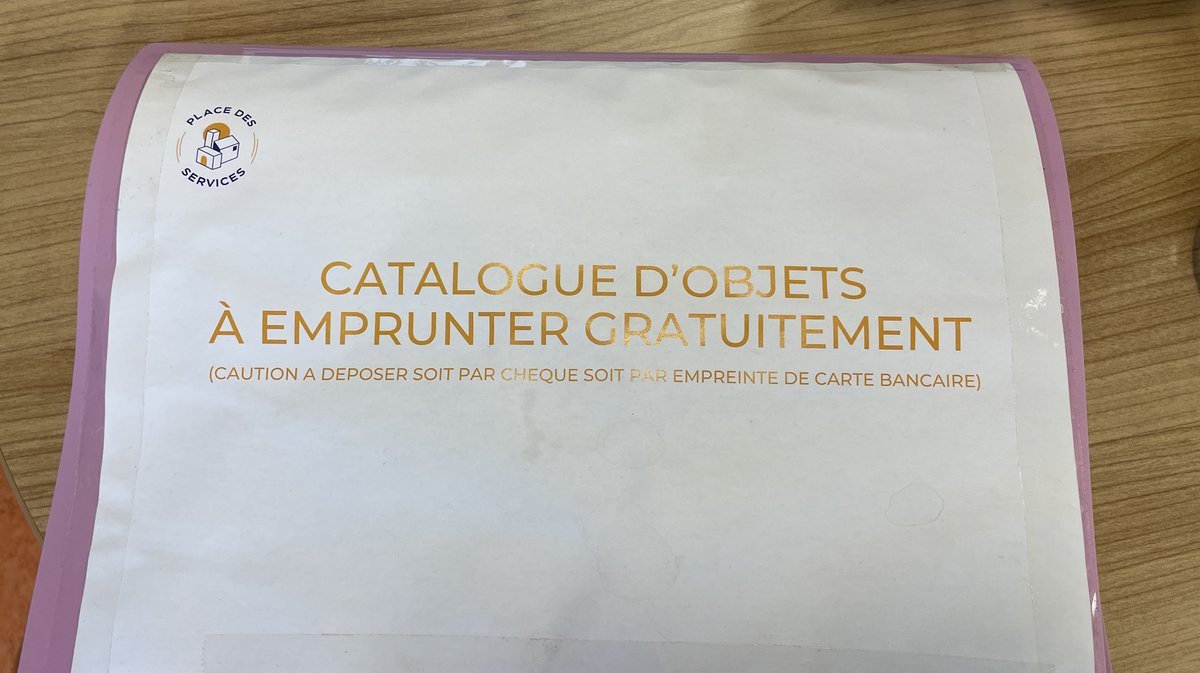 PLACE DES
SERVICES
CATALOGUE D'OBJETS
À EMPRUNTER GRATUITEMENT
(CAUTION A DEPOSER SOIT PAR CHEQUE SOIT PAR EMPREINTE DE CARTE BANCAIRE)